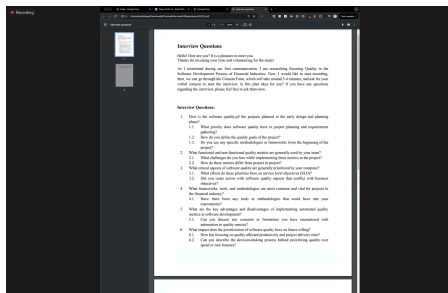 Recording
Interview Questions
Hello! How are you? It is a pleasure to meet you.
Thanks for investing your time and volunteering for the study!
As I mentioned during our first communication, I am researching Securing Quality in the
Software Development Process of Financial Industries. Now, I would like to start recording,
then, we can go through the Consent Form, which will take around 3-4 minutes, and ask for your
verbal consent to start the interview. Is this plan okay for you? If you have any questions
regarding the interview, please feel free to ask them now.
Interview Questions:
1. How is the software quality of the projects planned in the early design and planning
phase?
1.1. What priority does software quality have in project planning and requirements
gathering?
1.2. How do you define the quality goals of the project?
1.3. Do you use any specific methodologies or frameworks from the beginning of the
project?
2. What functional and non-functional quality metrics are generally used by your team?
2.1. What challenges do you face while implementing these metrics in the project?
2.2. How do these metrics differ from project to project?
3. What critical aspects of software quality are generally prioritized by your company?
3.1. What effects do these priorities have on service level objectives (SLO)?
3.2. Did you come across with software quality aspects that conflict with business
objectives?
4. What frameworks, tools, and methodologies are most common and vital for projects in
the financial industry?
4.1. Have there been any tools or methodologies that could have met your
expectations?
5. What are the key advantages and disadvantages of implementing automated quality
metrics in software development?
5.1. Can you discuss any concerns or limitations you have encountered with
automation in quality metrics?
6. What impact does the prioritization of software quality have on future
6.1. How has focusing on quality affected productivity and project delivery time?
6.2. Can you describe the decision-making process behind prioritizing quality over
speed or new features?